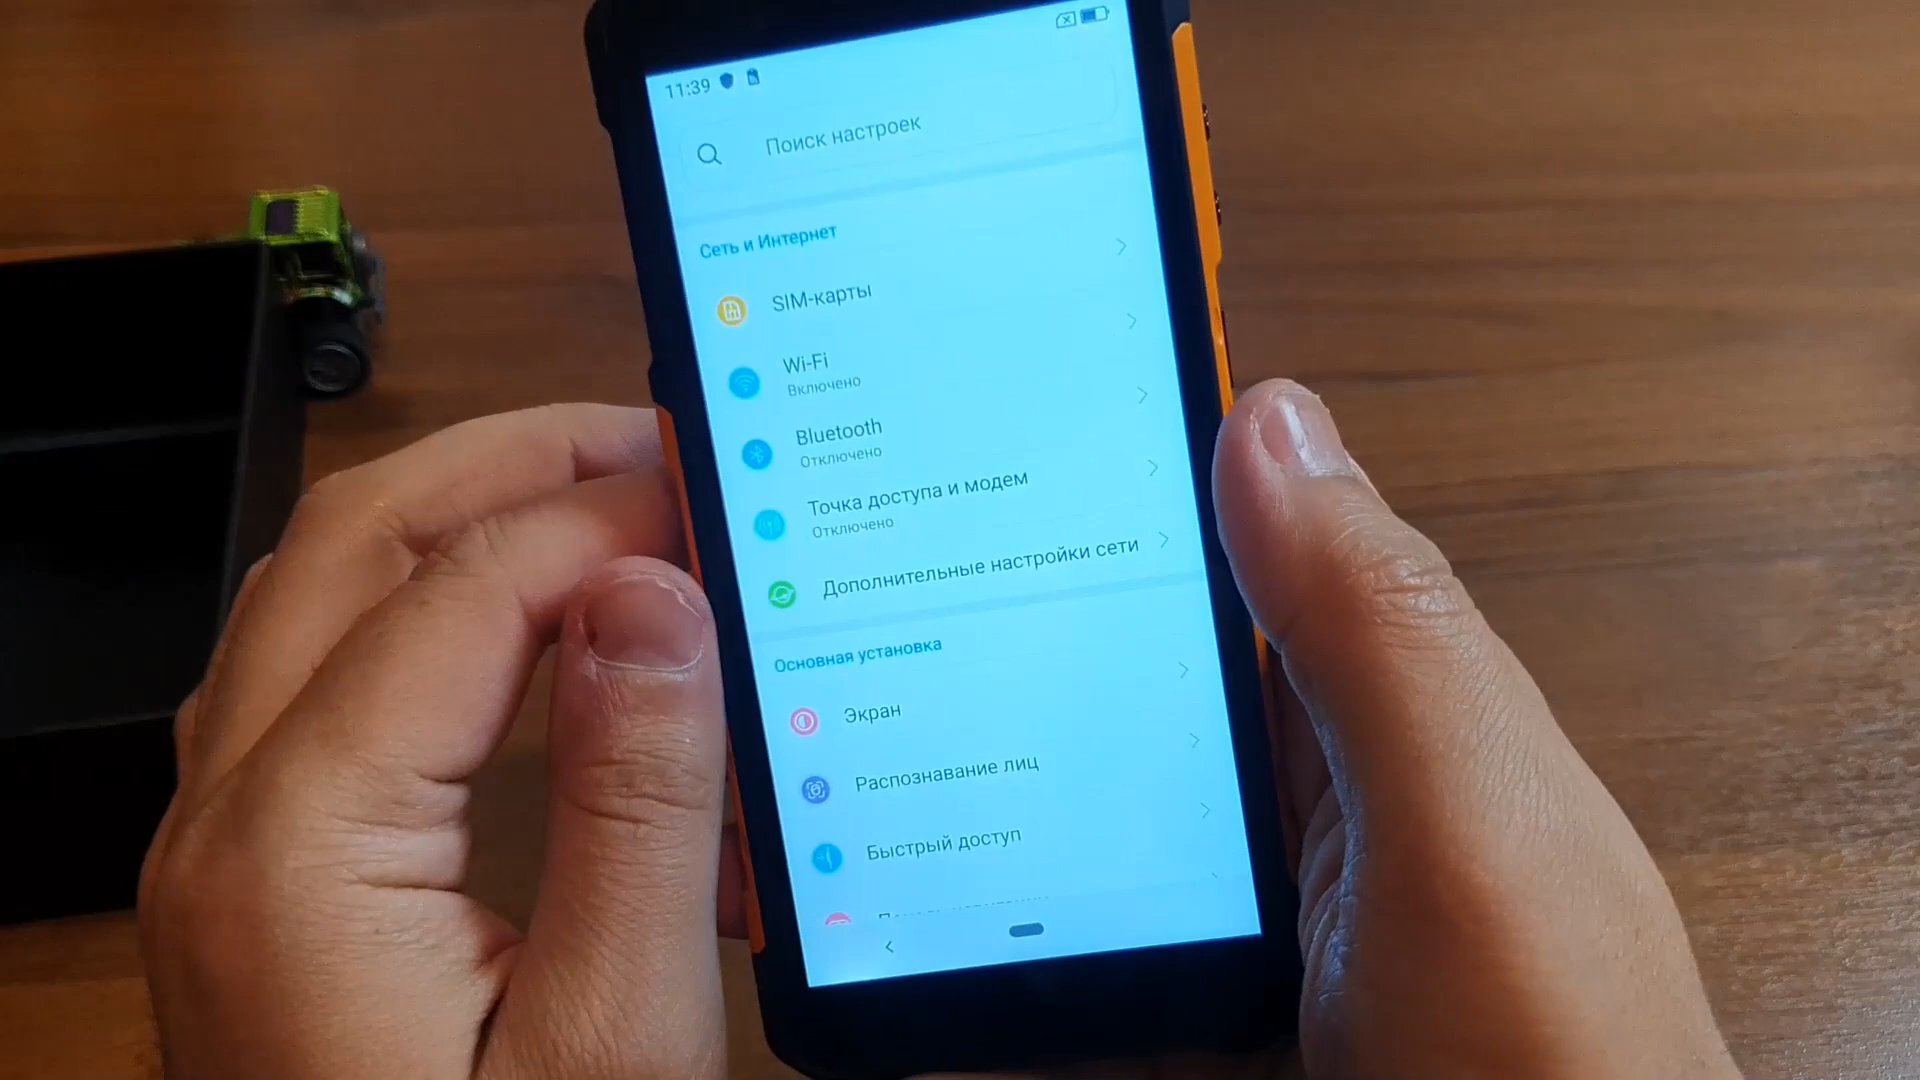 11:39
Поиск настроек
Сеть и Интернет
SIM-карты
Wi-Fi
Включено
Bluetooth
Отключено
Точка доступа и модем
Отключено
Дополнительные настройки сети
Основная установка
Экран
Распознавание лиц
Быстрый доступ